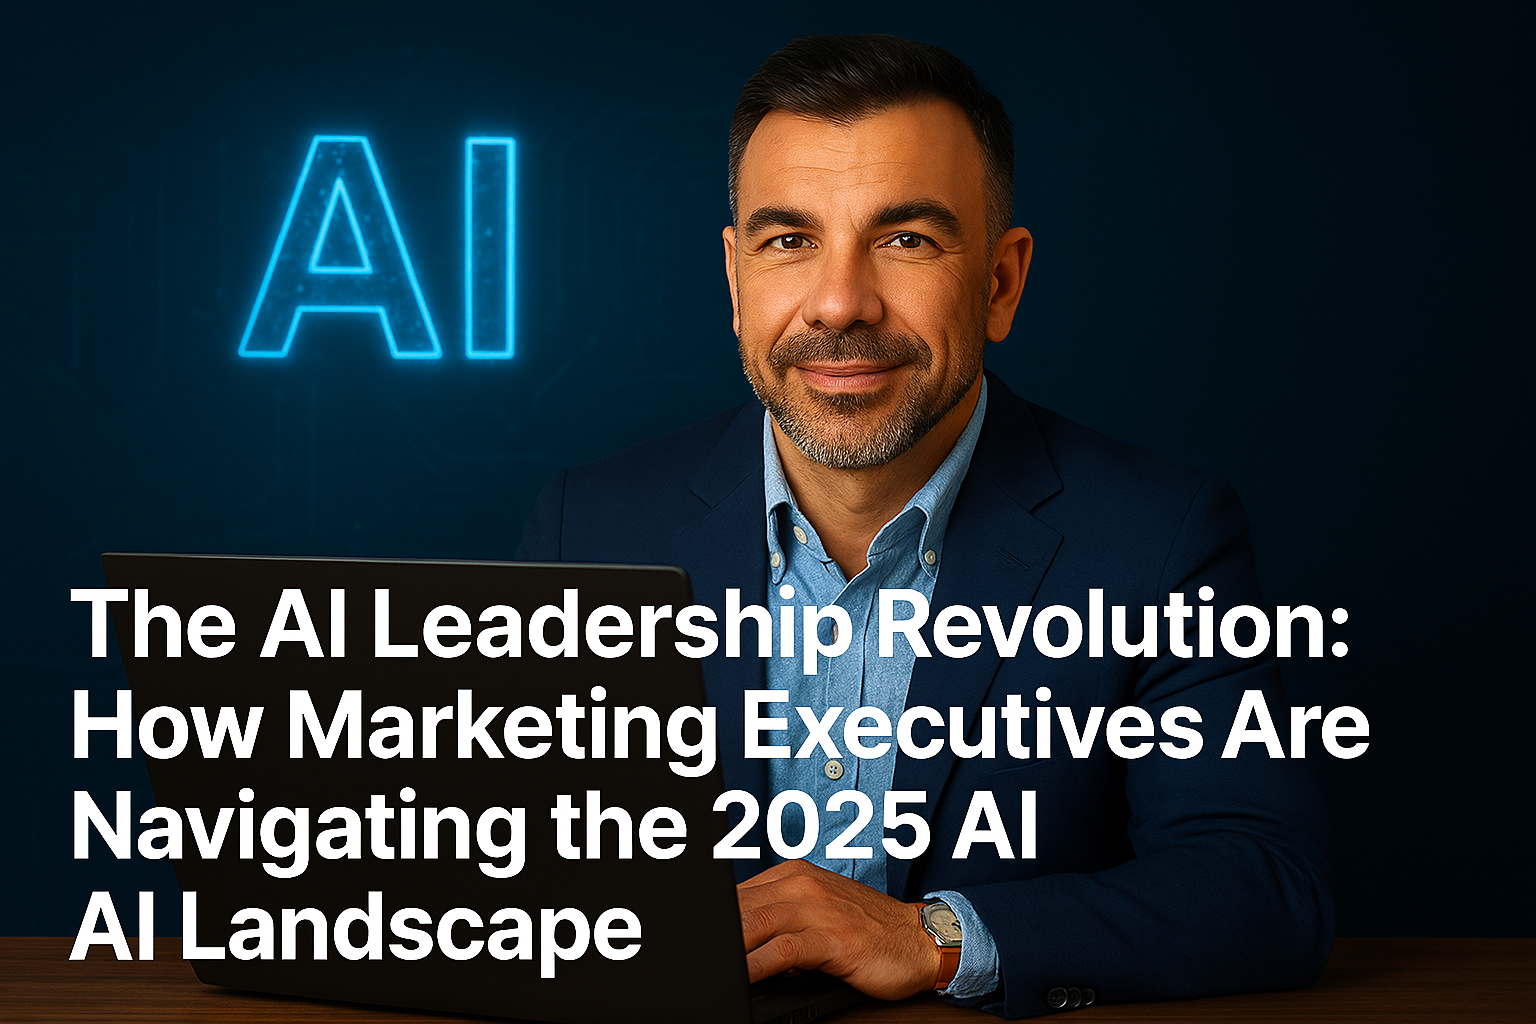 AI
The AI Leadership Revolution:
How Marketing Executives Are
Navigating the 2025 AI
AI Landscape